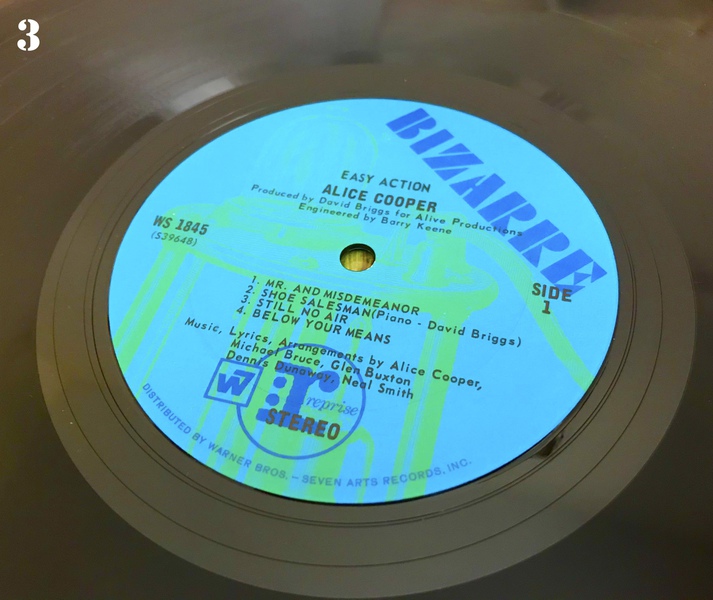 3
BIZARRE
EASY ACTION
ALICE COOPER
Produced by David Briggs for Alive Productions
Engineered by Barry Keene
WS 1845
(S39648)
SIDE
1
1. MR. AND MISDEMEANOR
2. SHOE SALESMAN(Piano - David Briggs)
3. STILL NO AIR
4. BELOW YOUR MEANS
Music, Lyrics, Arrangements by Alice Cooper,
Michael Bruce, Glen Buxton
Dennis Dunaway, Neal Smith
W7
:r
reprise
STEREO
DISTRIBUTED BY WARNER BROS. – SEVEN ARTS RECORDS, INC.